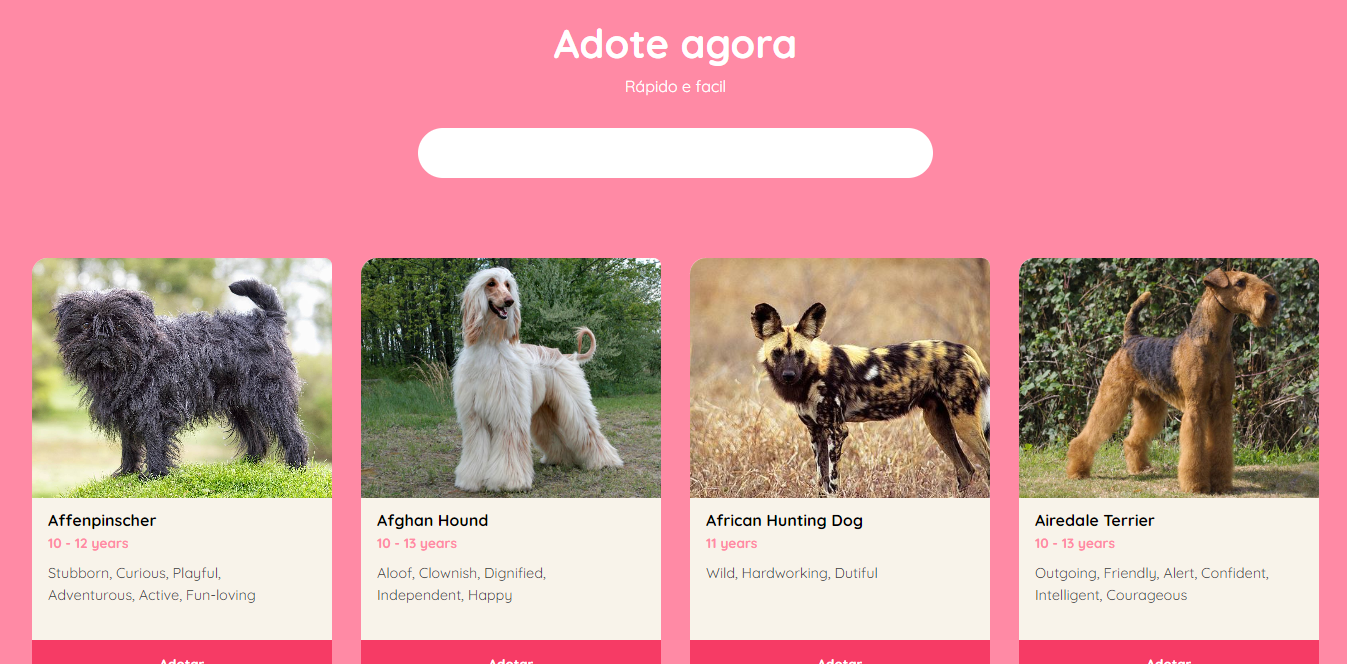 Adote agora
Rápido e facil
Affenpinscher
10 - 12 years
Stubborn, Curious, Playful,
Adventurous, Active, Fun-loving
Afghan Hound
10 - 13 years
Aloof, Clownish, Dignified,
Independent, Happy
African Hunting Dog
11 years
Wild, Hardworking, Dutiful
Airedale Terrier
10 - 13 years
Outgoing, Friendly, Alert, Confident,
Intelligent, Courageous
Adotar
Adotar
Adotar
Adotar